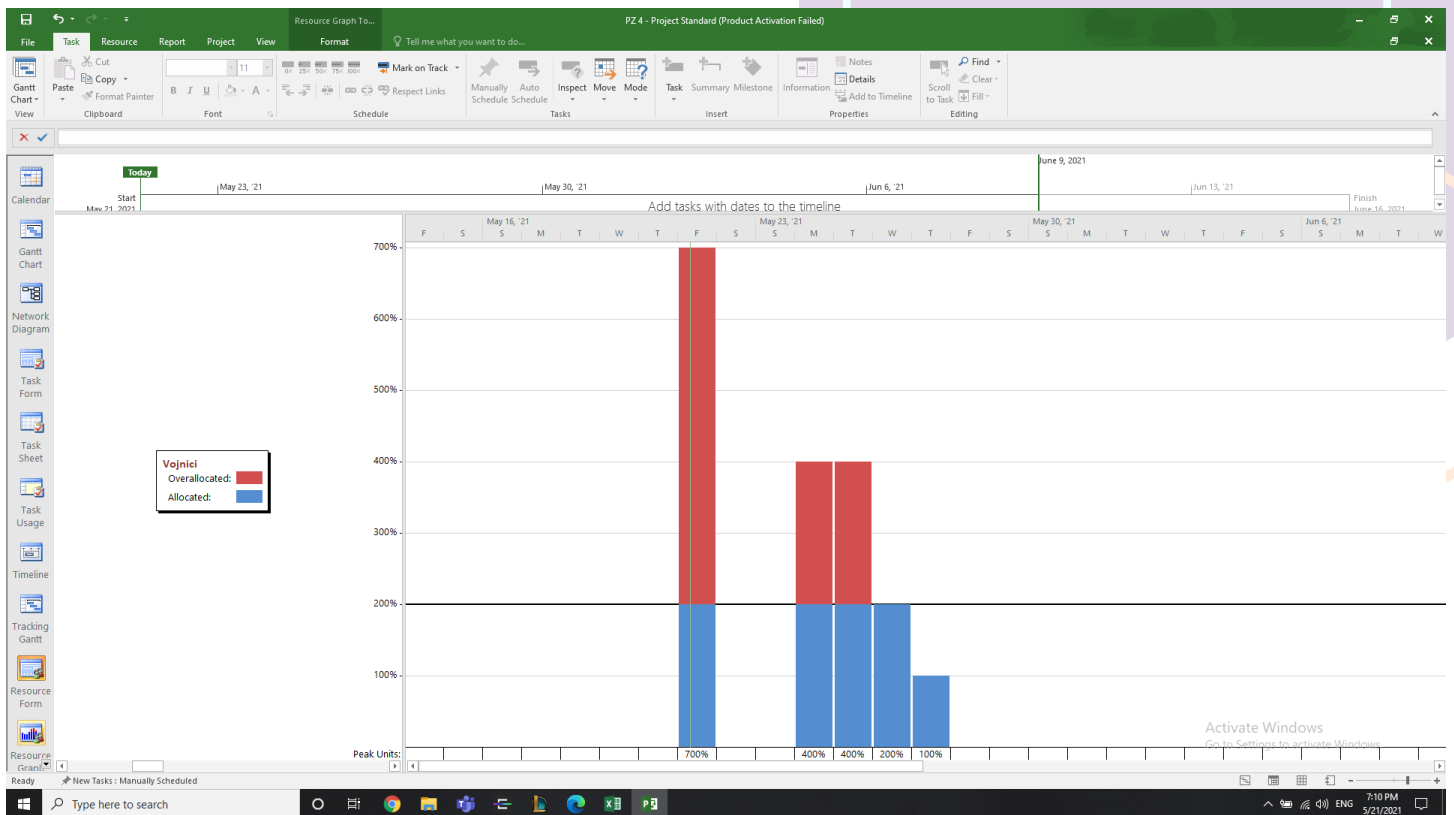 Resource Graph To...
PZ 4 - Project Standard (Product Activation Failed)
File Task Resource Report Project View Format Tell me what you want to do...
Gantt Chart
Paste
Cut
Copy
Format Painter
11
B I U A
0% 25% 50% 75% 100%
Mark on Track
Respect Links
Manually Schedule
Auto Schedule
Inspect Move Mode
Task Summary Milestone
Information
Notes
Details
Add to Timeline
Scroll to Task
Find
Clear
Fill
View Clipboard Font Schedule Tasks Insert Properties Editing
Today
June 9, 2021
May 23, '21 May 30, '21 Jun 6, '21 Jun 13, '21
Start
May 21, 2021
Add tasks with dates to the timeline
Finish
June 16, 2021
May 16, '21 May 23, '21 May 30, '21 Jun 6, '21
F S S M T W T F S S M T W T F S S M T W T F S S M T W
Calendar
Gantt Chart
Network Diagram
Task Form
Task Sheet
Task Usage
Timeline
Tracking Gantt
Resource Form
Resource Graph
Vojnici
Overallocated:
Allocated:
700%
600%
500%
400%
300%
200%
100%
Peak Units: 700% 400% 400% 200% 100%
Activate Windows
Go to Settings to activate Windows.
Ready New Tasks : Manually Scheduled
Type here to search
ENG
7:10 PM
5/21/2021